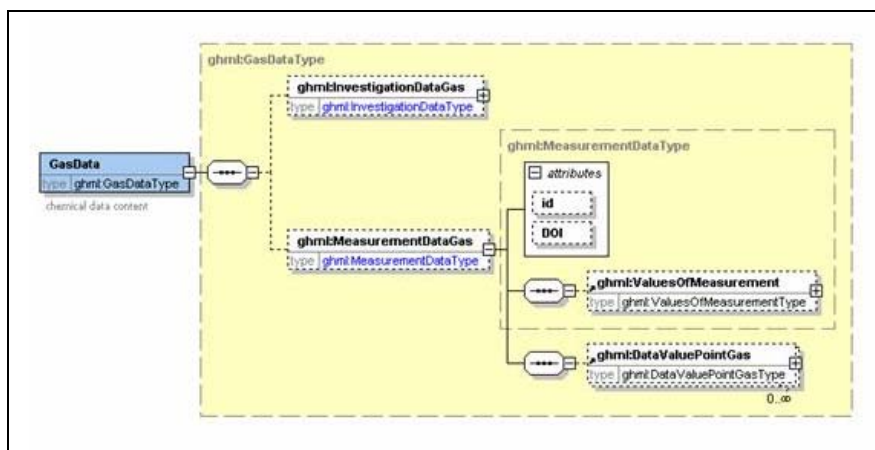 ghml:GasDataType
ghml:InvestigationDataGas
type ghml:InvestigationDataType
ghml:MeasurementDataType
attributes
GasData
type ghml:GasDataType
chemical data content
id
DOI
ghml:MeasurementDataGas
type ghml:MeasurementDataType
ghml:ValuesOfMeasurement
type ghml:ValuesOfMeasurementType
ghml:DataValuePointGas
type ghml:DataValuePointGasType
0..∞